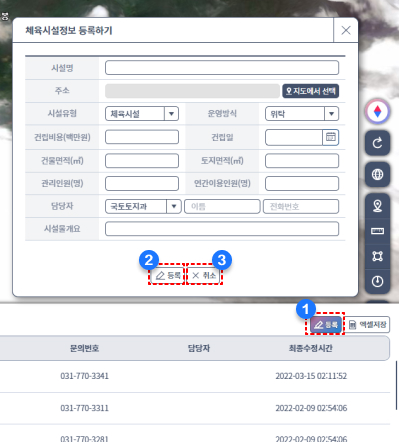 체육시설정보 등록하기
시설명
주소 지도에서 선택
시설유형 체육시설 운영방식 위탁
건립비용(백만원) 건립일
건물면적(㎡) 토지면적(㎡)
관리인원(명) 연간이용인원(명)
담당자 국토토지과 이름 전화번호
시설물개요
2 3
등록 취소
1
등록 엑셀저장
문의번호 담당자 최종수정시간
031-770-3341 2022-03-15 02:11:52
031-770-3311 2022-02-09 02:54:06
031-770-3281 2022-02-09 02:54:06